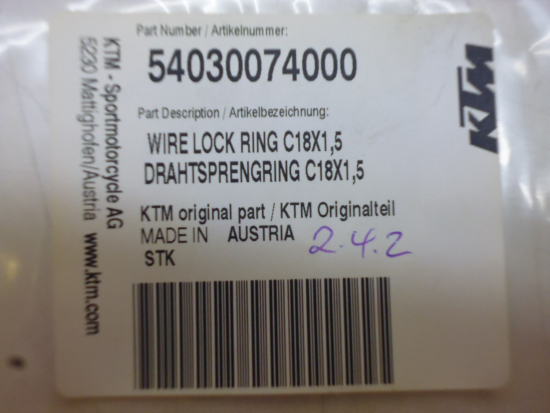 Part Number / Artikelnummer:
54030074000
Part Description / Artikelbezeichnung:
WIRE LOCK RING C18X1,5
DRAHTSPRENGRING C18X1,5
KTM original part / KTM Originalteil
MADE IN AUSTRIA
2.4.2
STK
KTM - Sportmotorcycle AG
5230 Mattighofen/Austria www.ktm.com
KTM